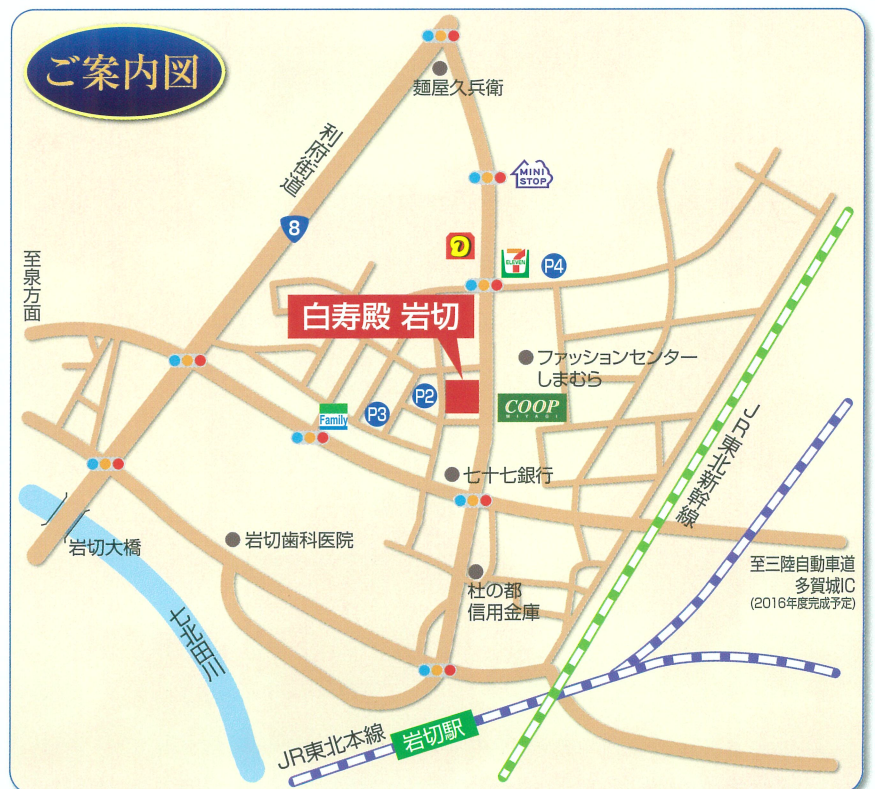 ご案内図
麺屋久兵衛
利府街道
MINI
STOP
8
7
ELEVEN
P4
至泉方面
白寿殿 岩切
ファッションセンター
しまむら
P2
P3
Family
COOP
MIYAGI
七十七銀行
JR東北新幹線
岩切大橋
岩切歯科医院
至三陸自動車道
多賀城IC
(2016年度完成予定)
杜の都
信用金庫
七北田川
JR東北本線
岩切駅